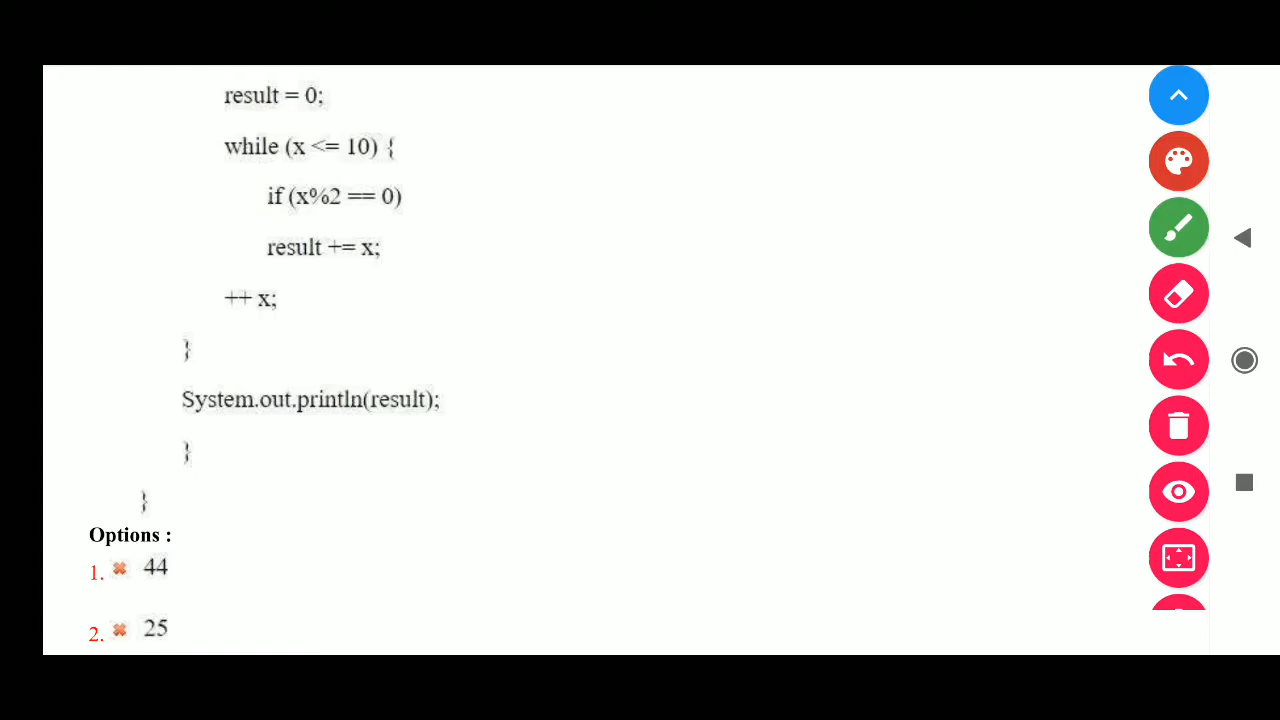 result = 0;
while (x <= 10) {
if (x%2 == 0)
result += x;
++ x;
}
System.out.println(result);
}
}
Options :
1. 44
2. 25